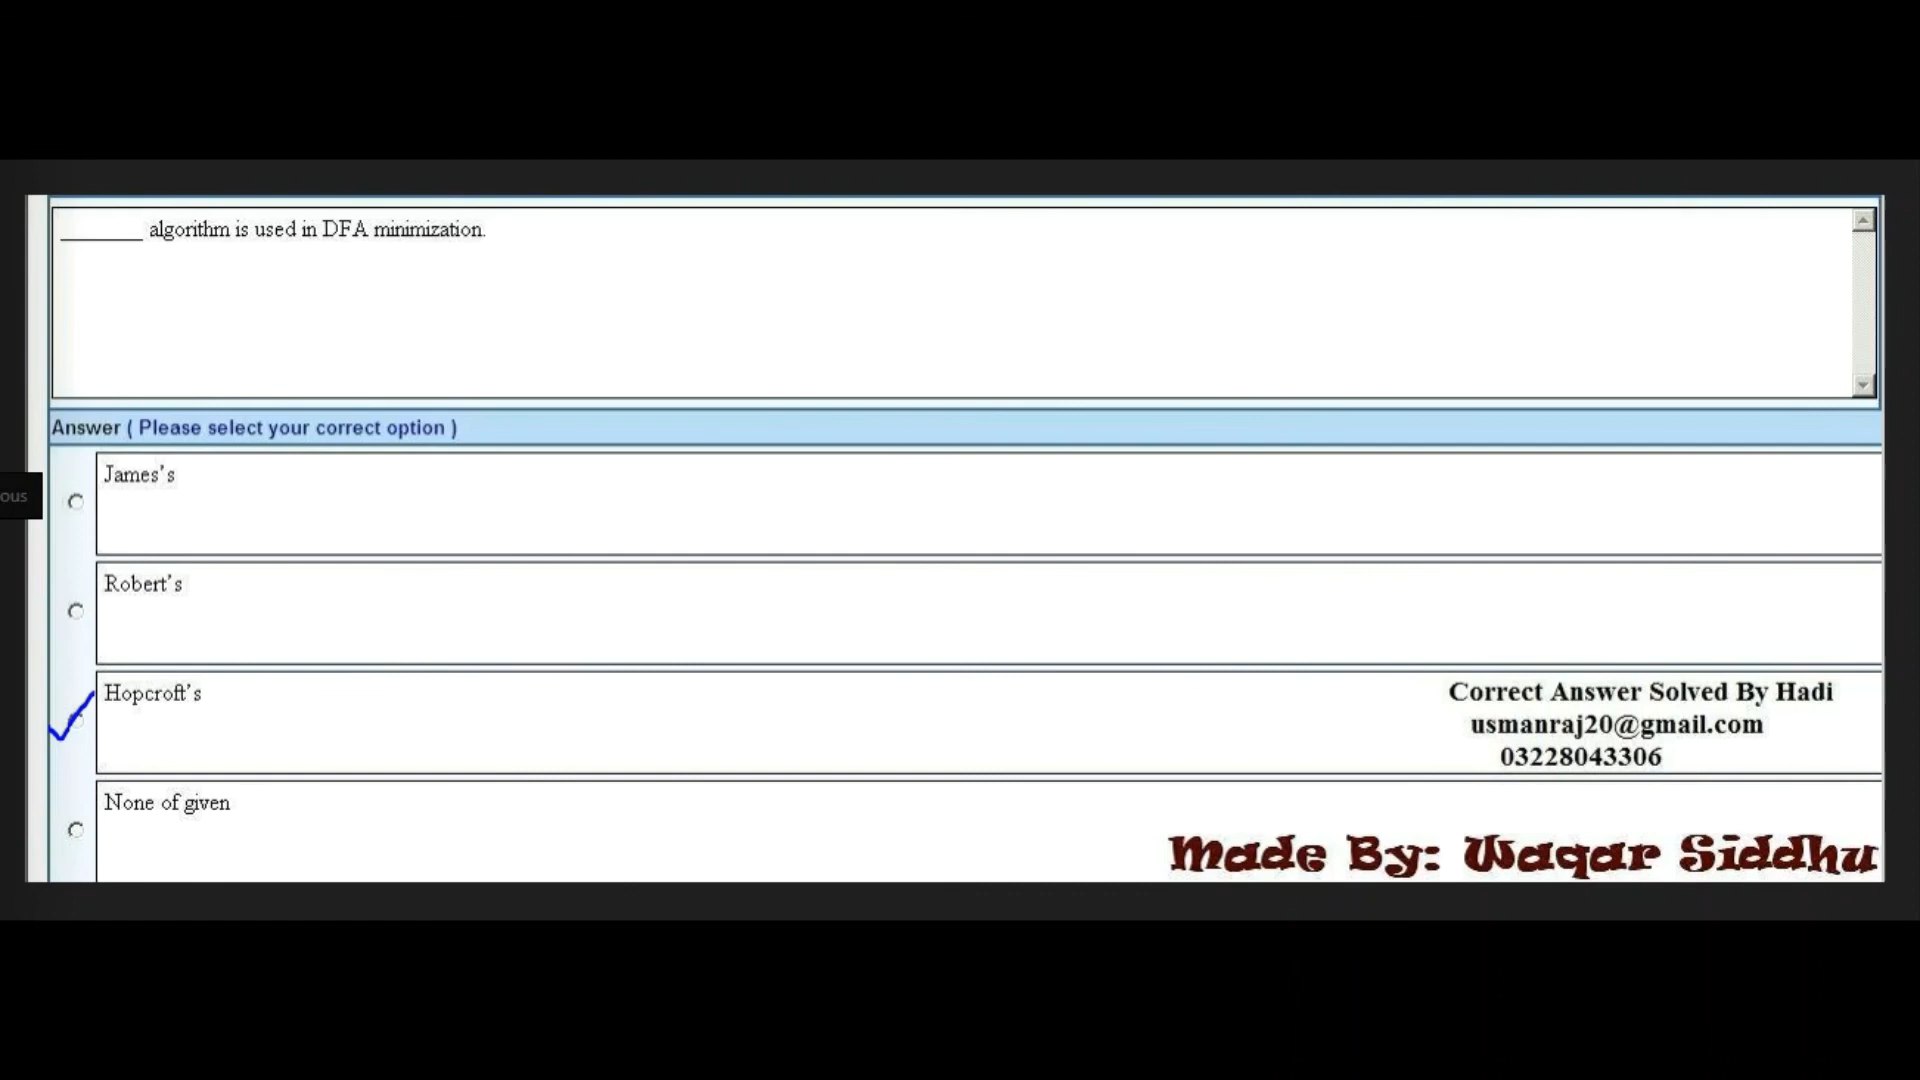 ________ algorithm is used in DFA minimization.
Answer ( Please select your correct option )
James's
ous
Robert's
Hopcroft's
Correct Answer Solved By Hadi
usmanraj20@gmail.com
03228043306
None of given
Made By: Waqar Siddhu